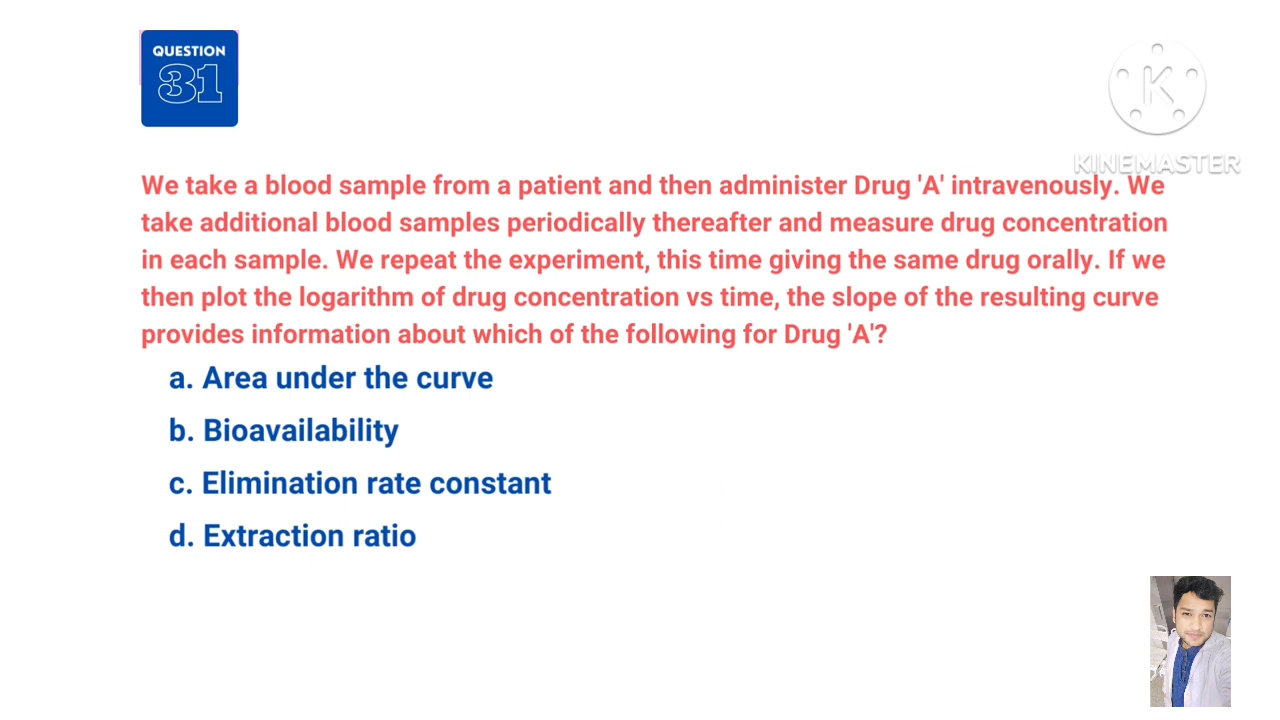 QUESTION
31
KINEMASTER
We take a blood sample from a patient and then administer Drug 'A' intravenously. We
take additional blood samples periodically thereafter and measure drug concentration
in each sample. We repeat the experiment, this time giving the same drug orally. If we
then plot the logarithm of drug concentration vs time, the slope of the resulting curve
provides information about which of the following for Drug 'A'?
a. Area under the curve
b. Bioavailability
c. Elimination rate constant
d. Extraction ratio